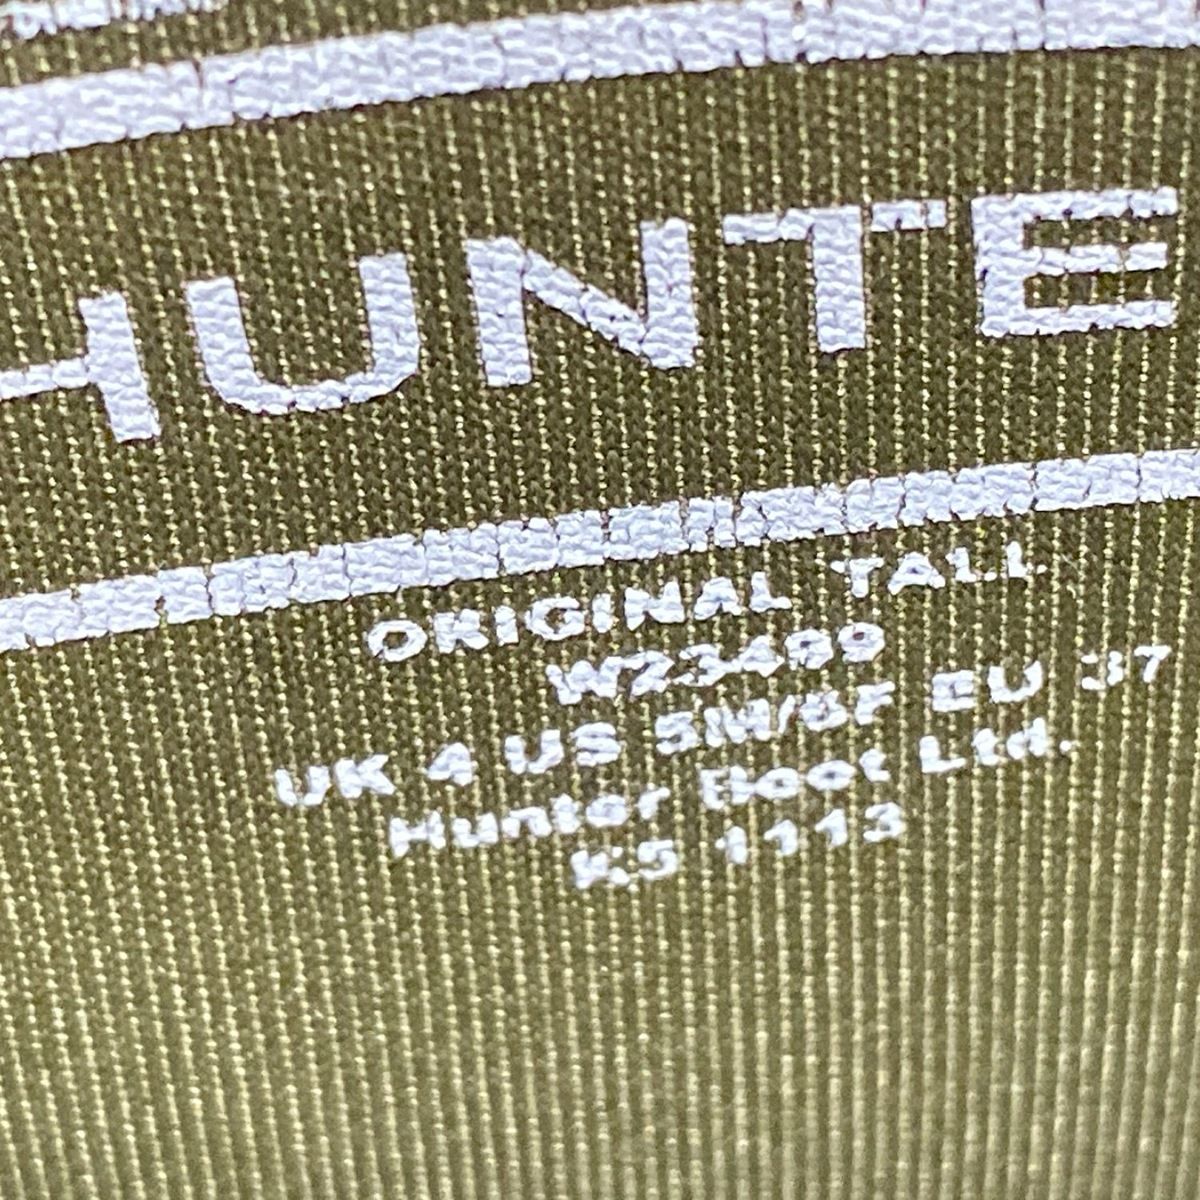 HUNTE
ORIGINAL TALL
W23499
UK 4 US 5M/6F EU 37
Hunter Boot Ltd.
K5 1113